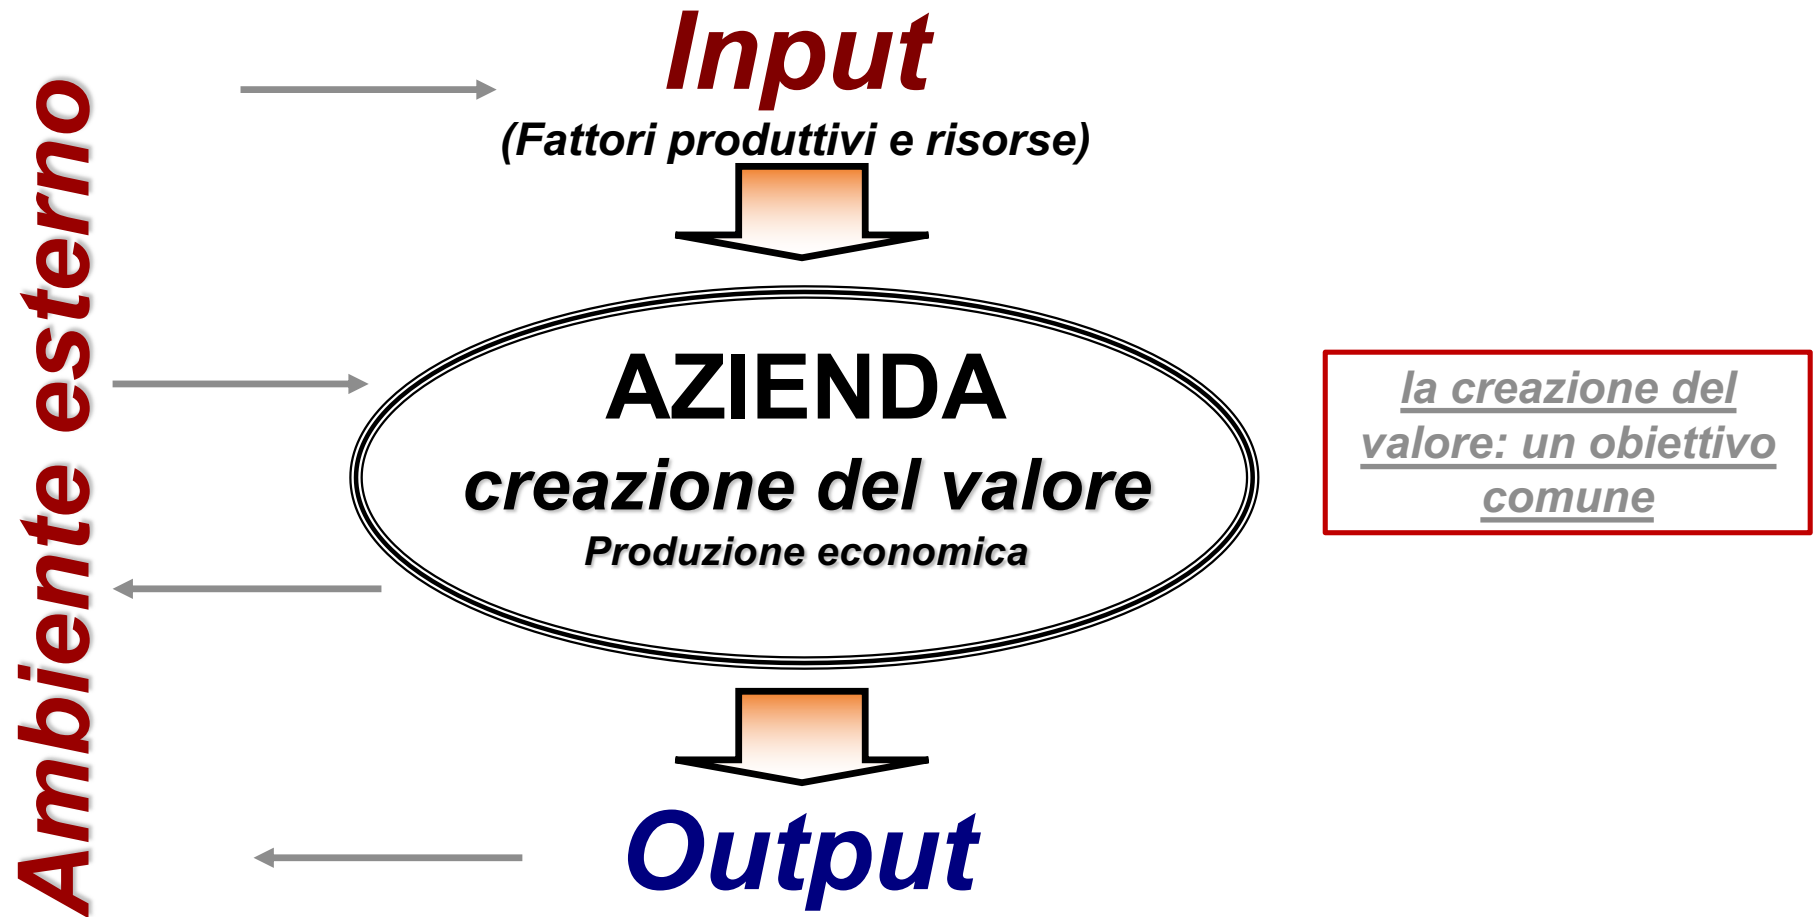 Ambiente esterno
Input
(Fattori produttivi e risorse)
AZIENDA
creazione del valore
Produzione economica
la creazione del
valore: un obiettivo
comune
Output